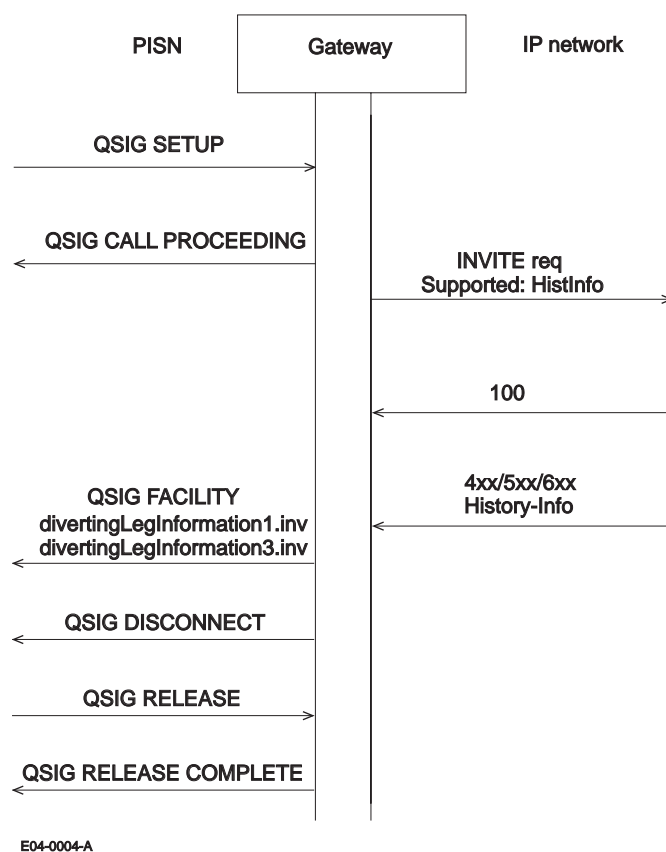 PISN
Gateway
IP network
QSIG SETUP
QSIG CALL PROCEEDING
INVITE req
Supported: HistInfo
100
4xx/5xx/6xx
History-Info
QSIG FACILITY
divertingLegInformation1.inv
divertingLegInformation3.inv
QSIG DISCONNECT
QSIG RELEASE
QSIG RELEASE COMPLETE
E04-0004-A